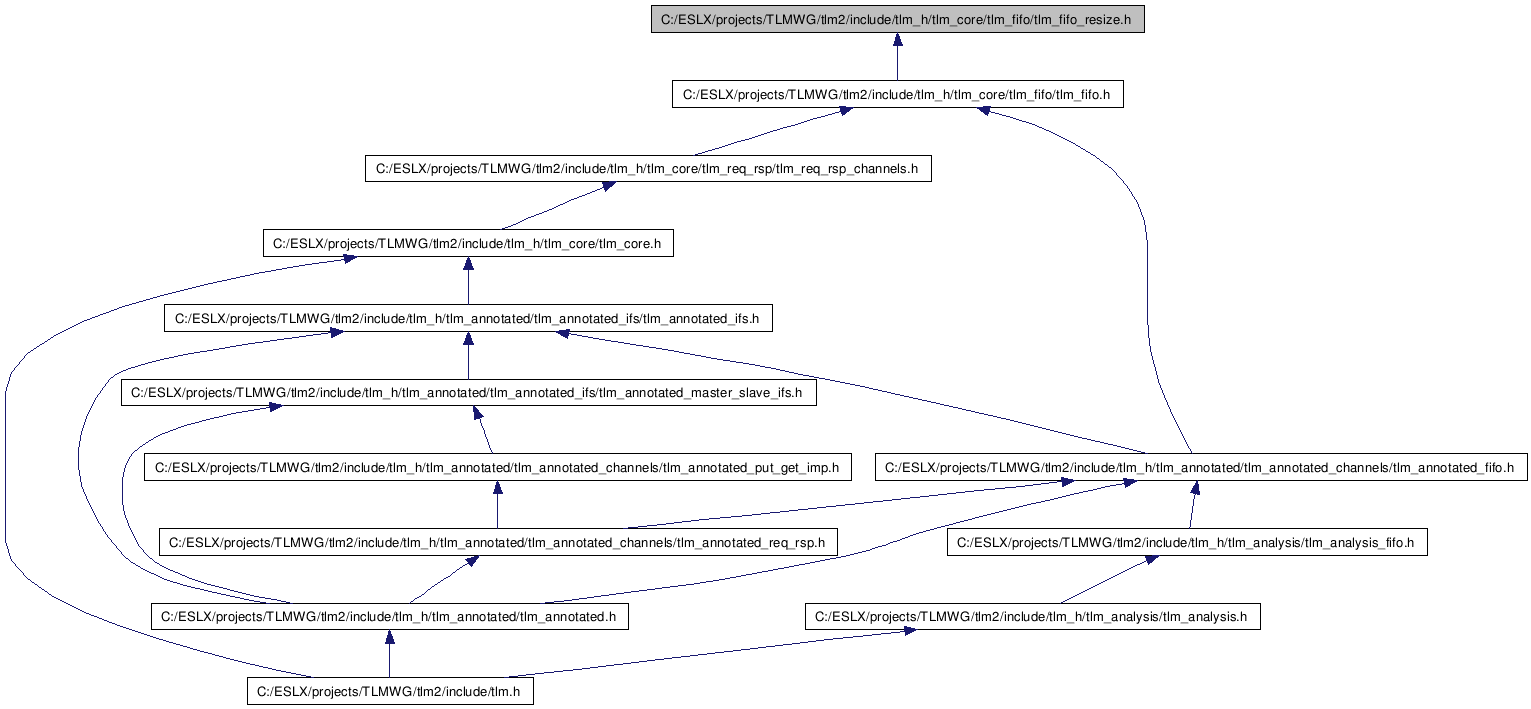 C:/ESLX/projects/TLMWG/tlm2/include/tlm_h/tlm_core/tlm_fifo/tlm_fifo_resize.h
C:/ESLX/projects/TLMWG/tlm2/include/tlm_h/tlm_core/tlm_fifo/tlm_fifo.h
C:/ESLX/projects/TLMWG/tlm2/include/tlm_h/tlm_core/tlm_req_rsp/tlm_req_rsp_channels.h
C:/ESLX/projects/TLMWG/tlm2/include/tlm_h/tlm_core/tlm_core.h
C:/ESLX/projects/TLMWG/tlm2/include/tlm_h/tlm_annotated/tlm_annotated_ifs/tlm_annotated_ifs.h
C:/ESLX/projects/TLMWG/tlm2/include/tlm_h/tlm_annotated/tlm_annotated_ifs/tlm_annotated_master_slave_ifs.h
C:/ESLX/projects/TLMWG/tlm2/include/tlm_h/tlm_annotated/tlm_annotated_channels/tlm_annotated_put_get_imp.h
C:/ESLX/projects/TLMWG/tlm2/include/tlm_h/tlm_annotated/tlm_annotated_channels/tlm_annotated_fifo.h
C:/ESLX/projects/TLMWG/tlm2/include/tlm_h/tlm_annotated/tlm_annotated_channels/tlm_annotated_req_rsp.h
C:/ESLX/projects/TLMWG/tlm2/include/tlm_h/tlm_analysis/tlm_analysis_fifo.h
C:/ESLX/projects/TLMWG/tlm2/include/tlm_h/tlm_annotated/tlm_annotated.h
C:/ESLX/projects/TLMWG/tlm2/include/tlm_h/tlm_analysis/tlm_analysis.h
C:/ESLX/projects/TLMWG/tlm2/include/tlm.h